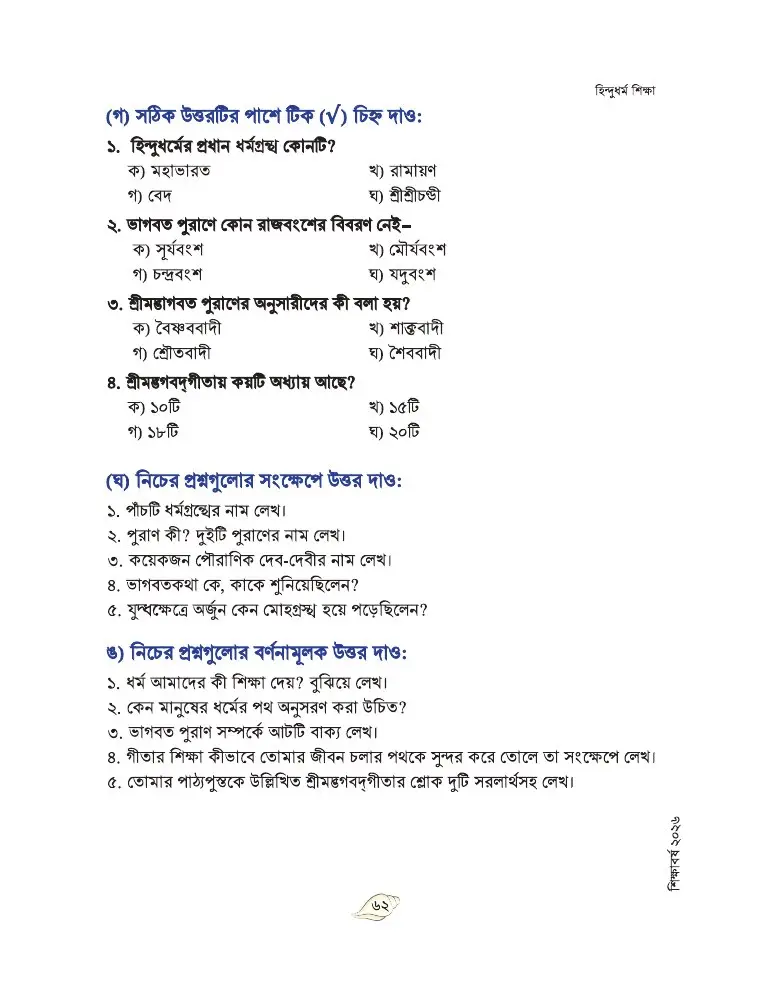 হিন্দুধর্ম শিক্ষা
(গ) সঠিক উত্তরটির পাশে টিক (√) চিহ্ন দাও:
১. হিন্দুধর্মের প্রধান ধর্মগ্রন্থ কোনটি?
ক) মহাভারত খ) রামায়ণ
গ) বেদ ঘ) শ্রীশ্রীচণ্ডী
২. ভাগবত পুরাণে কোন রাজবংশের বিবরণ নেই–
ক) সূর্যবংশ খ) মৌর্যবংশ
গ) চন্দ্রবংশ ঘ) যদুবংশ
৩. শ্রীমদ্ভাগবত পুরাণের অনুসারীদের কী বলা হয়?
ক) বৈষ্ণববাদী খ) শাক্তবাদী
গ) শ্রৌতবাদী ঘ) শৈববাদী
৪. শ্রীমদ্ভগবদ্‌গীতায় কয়টি অধ্যায় আছে?
ক) ১০টি খ) ১৫টি
গ) ১৮টি ঘ) ২০টি
(ঘ) নিচের প্রশ্নগুলোর সংক্ষেপে উত্তর দাও:
১. পাঁচটি ধর্মগ্রন্থের নাম লেখ।
২. পুরাণ কী? দুইটি পুরাণের নাম লেখ।
৩. কয়েকজন পৌরাণিক দেব-দেবীর নাম লেখ।
৪. ভাগবতকথা কে, কাকে শুনিয়েছিলেন?
৫. যুদ্ধক্ষেত্রে অর্জুন কেন মোহগ্রস্থ হয়ে পড়েছিলেন?
ঙ) নিচের প্রশ্নগুলোর বর্ণনামূলক উত্তর দাও:
১. ধর্ম আমাদের কী শিক্ষা দেয়? বুঝিয়ে লেখ।
২. কেন মানুষের ধর্মের পথ অনুসরণ করা উচিত?
৩. ভাগবত পুরাণ সম্পর্কে আটটি বাক্য লেখ।
৪. গীতার শিক্ষা কীভাবে তোমার জীবন চলার পথকে সুন্দর করে তোলে তা সংক্ষেপে লেখ।
৫. তোমার পাঠ্যপুস্তকে উল্লিখিত শ্রীমদ্ভগবদ্‌গীতার শ্লোক দুটি সরলার্থসহ লেখ।
শিক্ষাবর্ষ ২০২৬
৬২